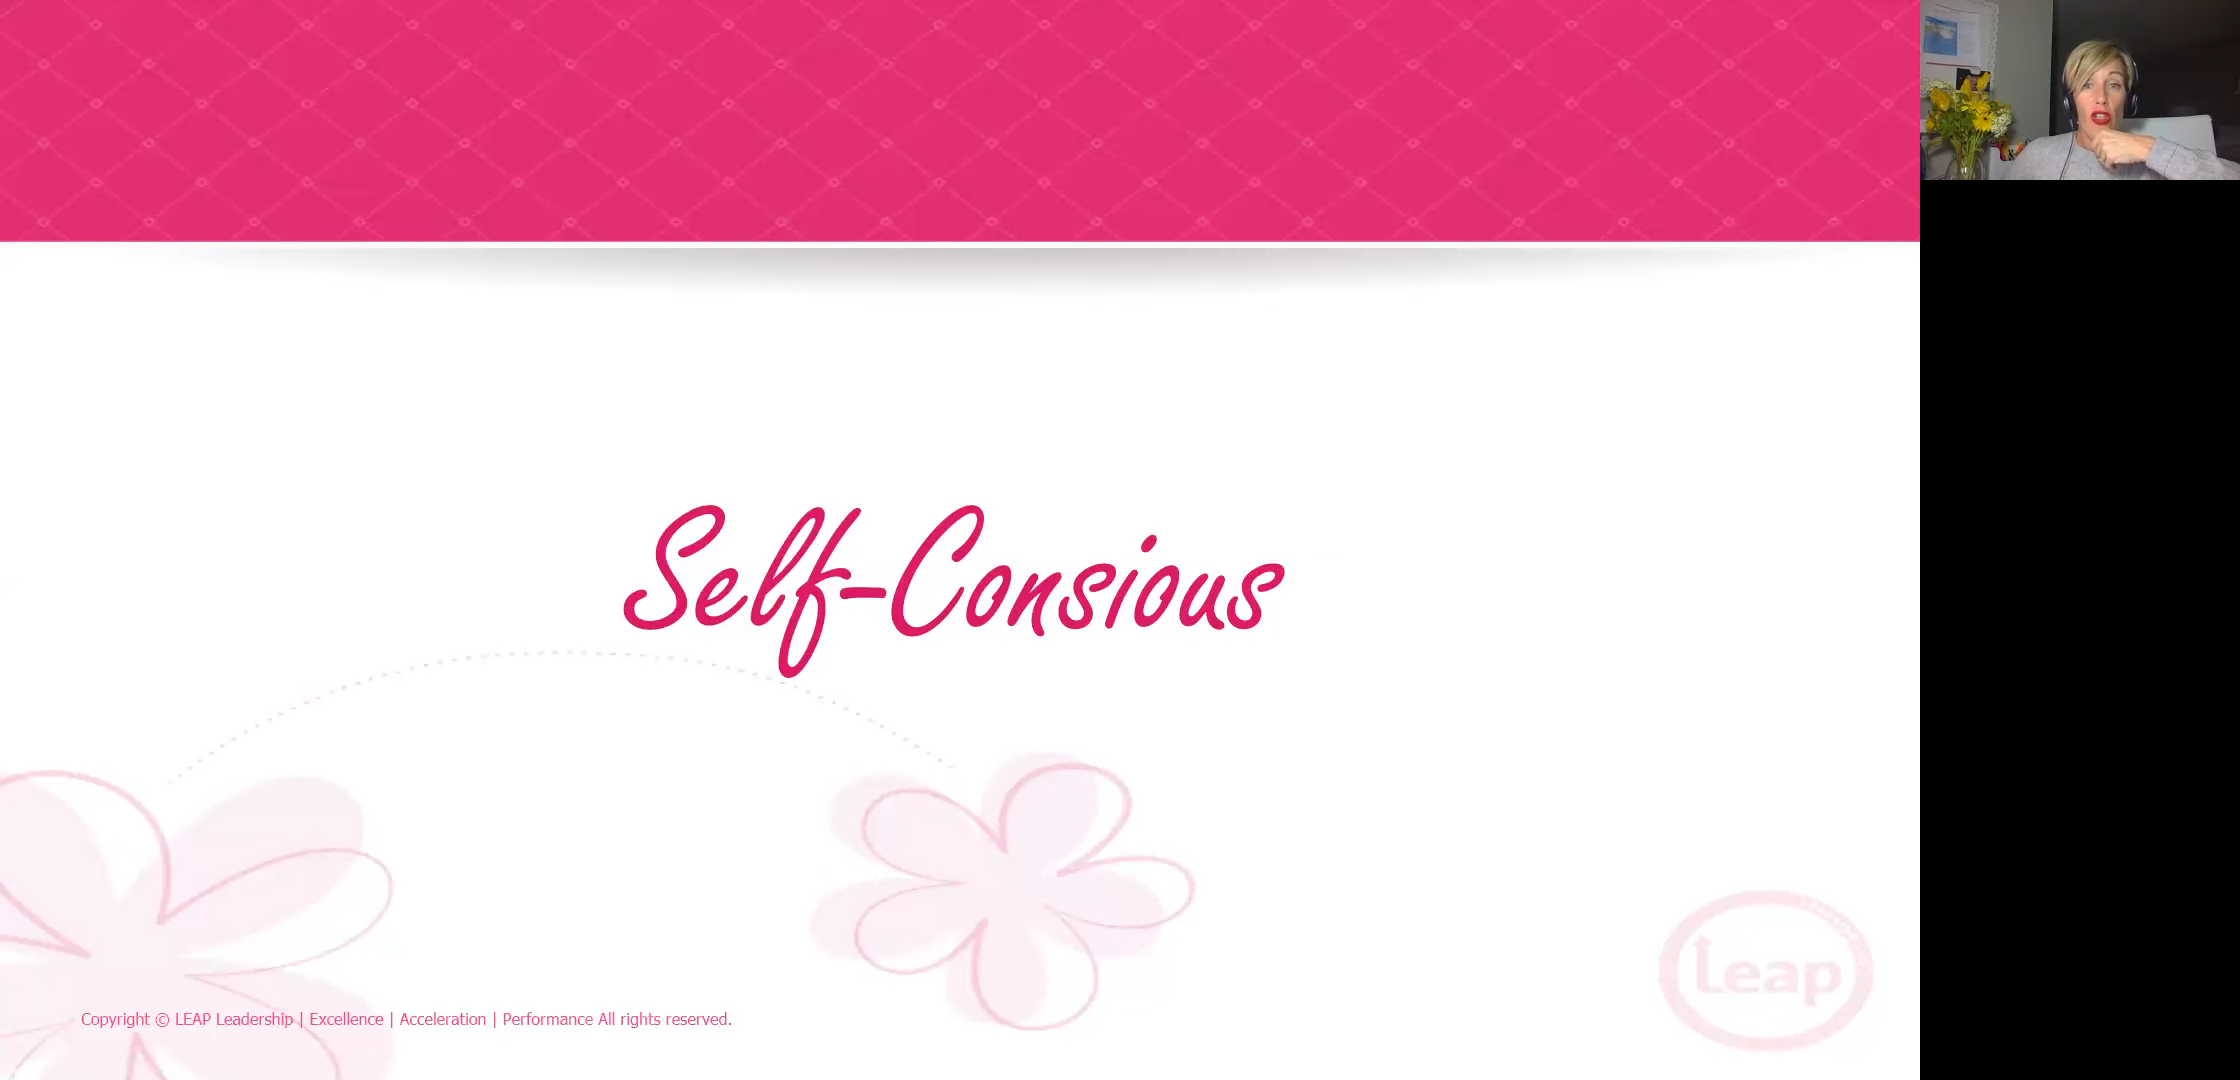 Self-Consious
Leap
Copyright © LEAP Leadership | Excellence | Acceleration | Performance All rights reserved.